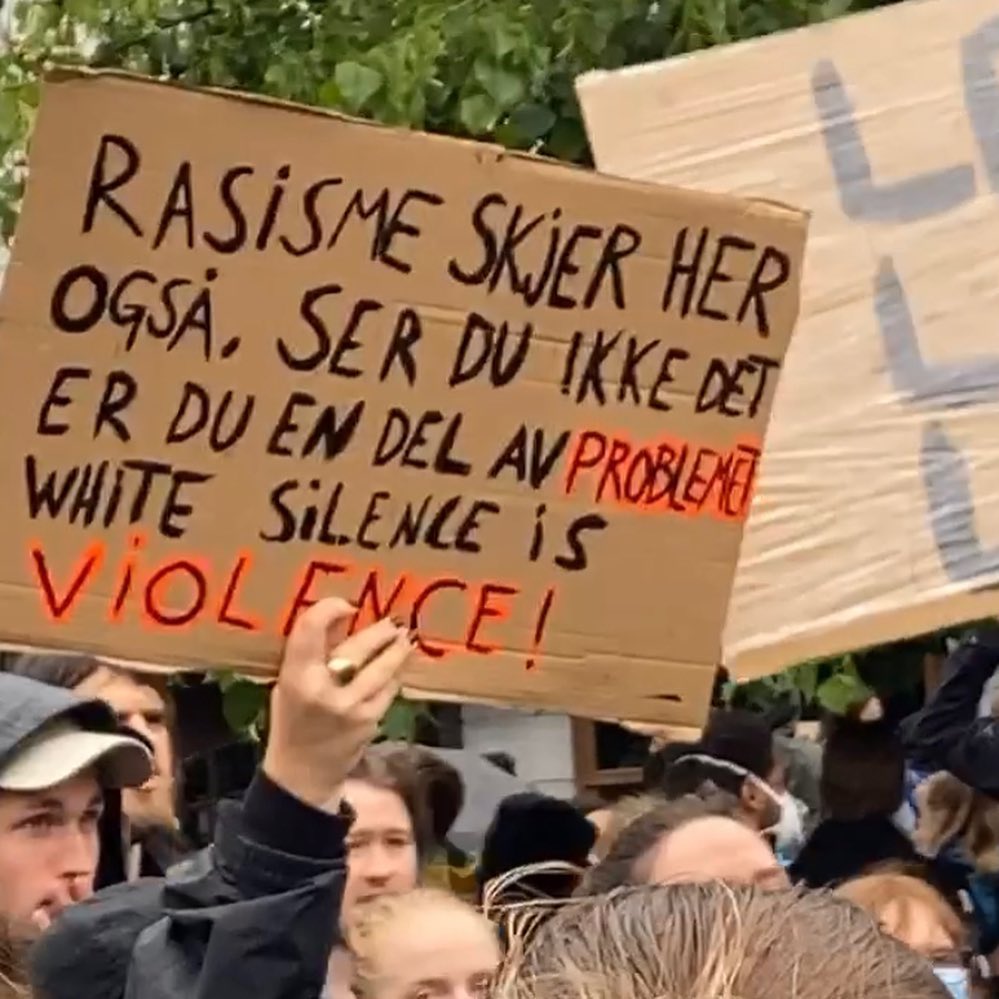 RASISME SKJER HER
OGSÅ. SER DU IKKE DET
ER DU EN DEL AV PROBLEMET
WHITE SILENCE IS
VIOLENCE!